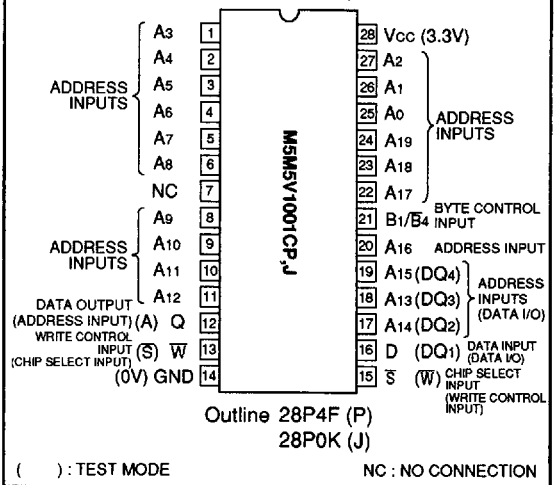 A3 1
A4 2
ADDRESS INPUTS
A5 3
A6 4
A7 5
A8 6
NC 7
A9 8
ADDRESS INPUTS
A10 9
A11 10
A12 11
DATA OUTPUT
(ADDRESS INPUT) (A) Q 12
WRITE CONTROL
INPUT
(CHIP SELECT INPUT) (S̅) W̅ 13
(0V) GND 14
M5M5V1001CP,J
28 Vcc (3.3V)
27 A2
26 A1
25 A0
ADDRESS
INPUTS
24 A19
23 A18
22 A17
21 B1/B̅4 BYTE CONTROL
INPUT
20 A16 ADDRESS INPUT
19 A15 (DQ4)
18 A13 (DQ3)
17 A14 (DQ2)
ADDRESS
INPUTS
(DATA I/O)
16 D (DQ1) DATA INPUT
(DATA I/O)
15 S̅ (W̅) CHIP SELECT
INPUT
(WRITE CONTROL
INPUT)
Outline 28P4F (P)
28P0K (J)
( ) : TEST MODE
NC : NO CONNECTION